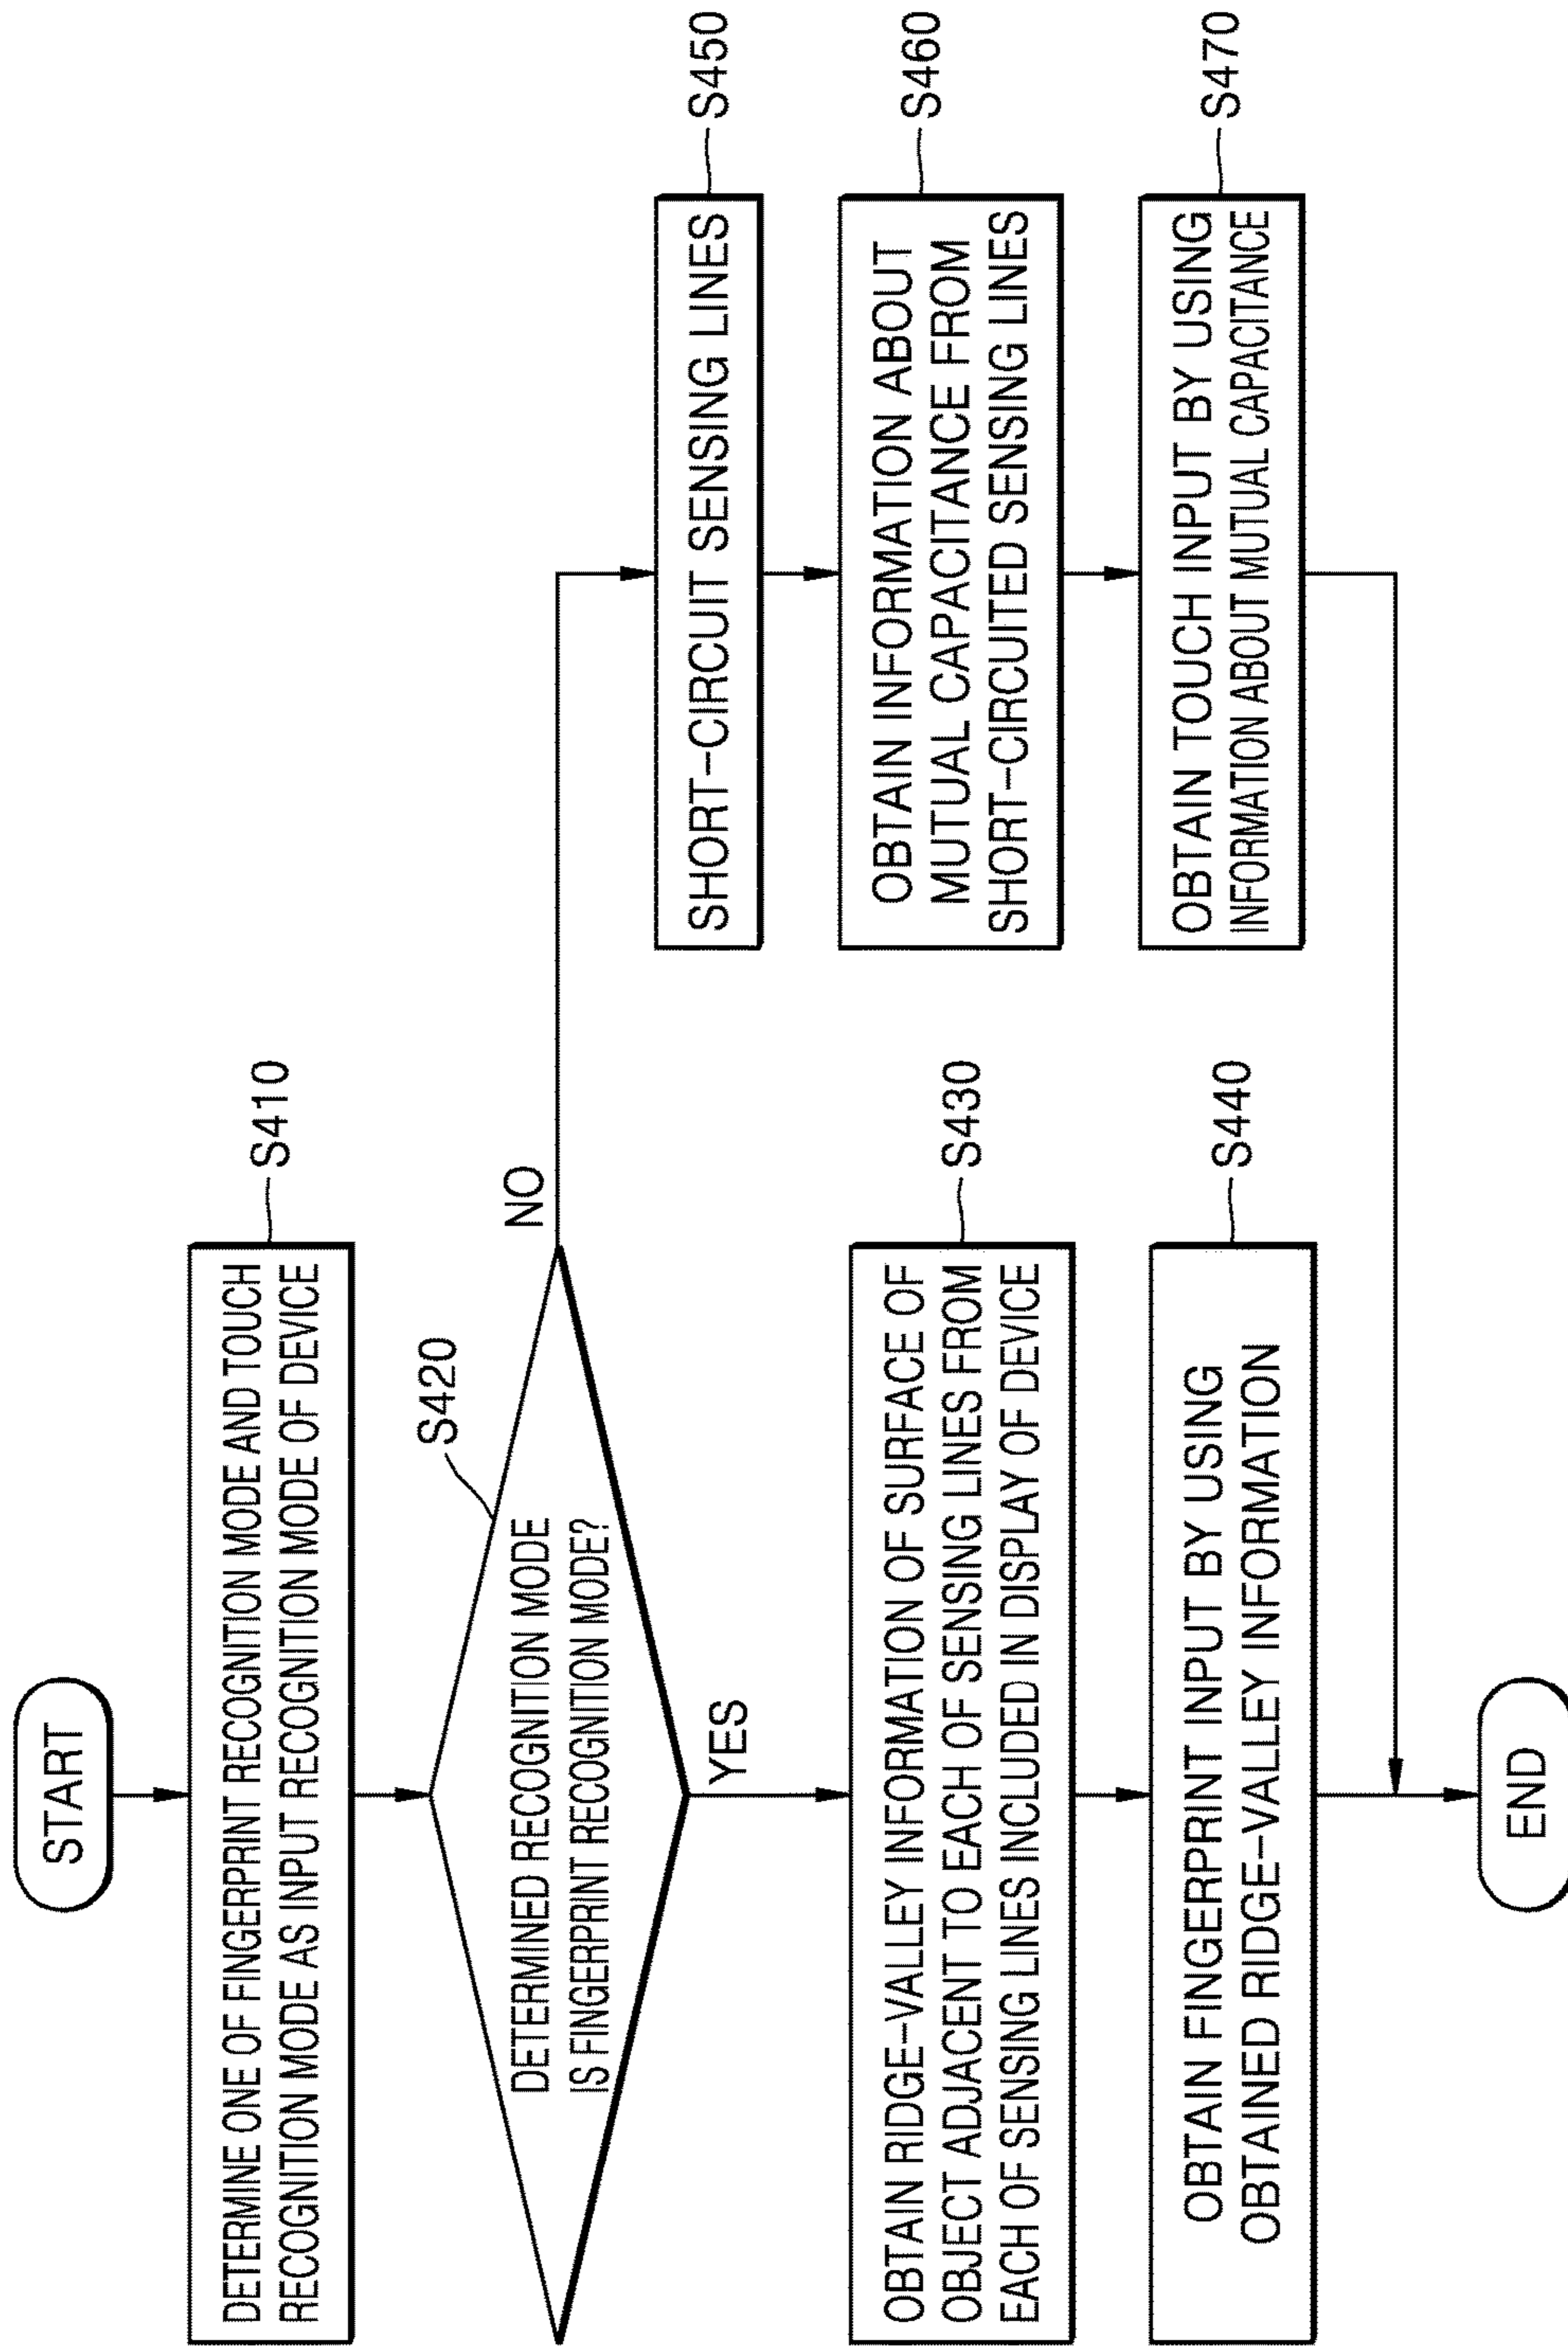 START
DETERMINE ONE OF FINGERPRINT RECOGNITION MODE AND TOUCH
RECOGNITION MODE AS INPUT RECOGNITION MODE OF DEVICE
S410
S420
DETERMINED RECOGNITION MODE
IS FINGERPRINT RECOGNITION MODE?
NO
YES
OBTAIN RIDGE-VALLEY INFORMATION OF SURFACE OF
OBJECT ADJACENT TO EACH OF SENSING LINES FROM
EACH OF SENSING LINES INCLUDED IN DISPLAY OF DEVICE
S430
OBTAIN FINGERPRINT INPUT BY USING
OBTAINED RIDGE-VALLEY INFORMATION
S440
SHORT-CIRCUIT SENSING LINES
S450
OBTAIN INFORMATION ABOUT
MUTUAL CAPACITANCE FROM
SHORT-CIRCUITED SENSING LINES
S460
OBTAIN TOUCH INPUT BY USING
INFORMATION ABOUT MUTUAL CAPACITANCE
S470
END